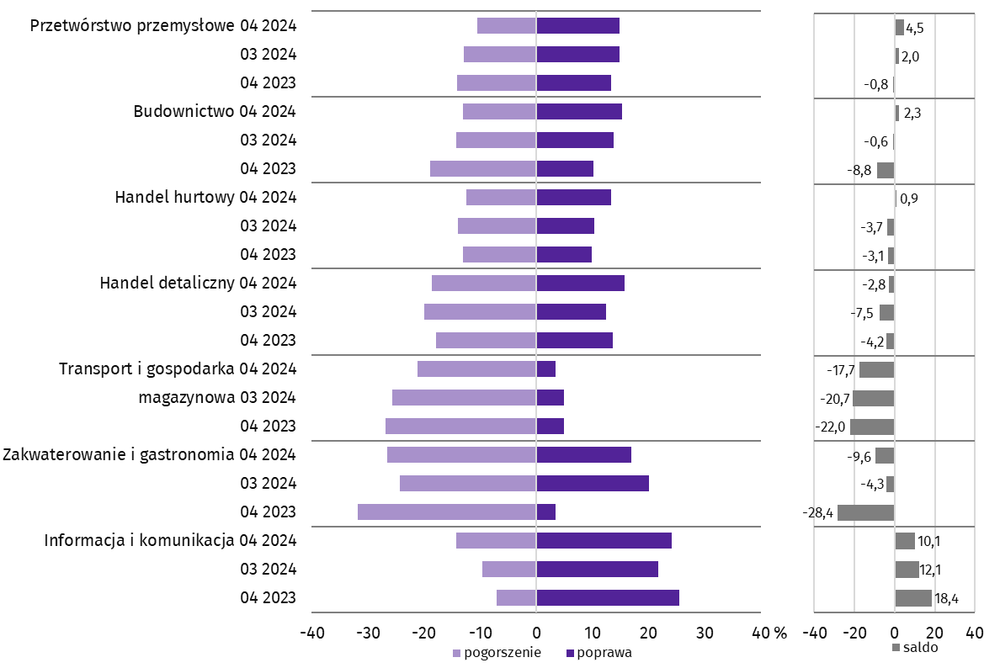 Przetwórstwo przemysłowe 04 2024 4,5
03 2024 2,0
04 2023 -0,8
Budownictwo 04 2024 2,3
03 2024 -0,6
04 2023 -8,8
Handel hurtowy 04 2024 0,9
03 2024 -3,7
04 2023 -3,1
Handel detaliczny 04 2024 -2,8
03 2024 -7,5
04 2023 -4,2
Transport i gospodarka 04 2024 -17,7
magazynowa 03 2024 -20,7
04 2023 -22,0
Zakwaterowanie i gastronomia 04 2024 -9,6
03 2024 -4,3
04 2023 -28,4
Informacja i komunikacja 04 2024 10,1
03 2024 12,1
04 2023 18,4
-40 -30 -20 -10 0 10 20 30 40 % -40 -20 0 20 40
pogorszenie poprawa saldo